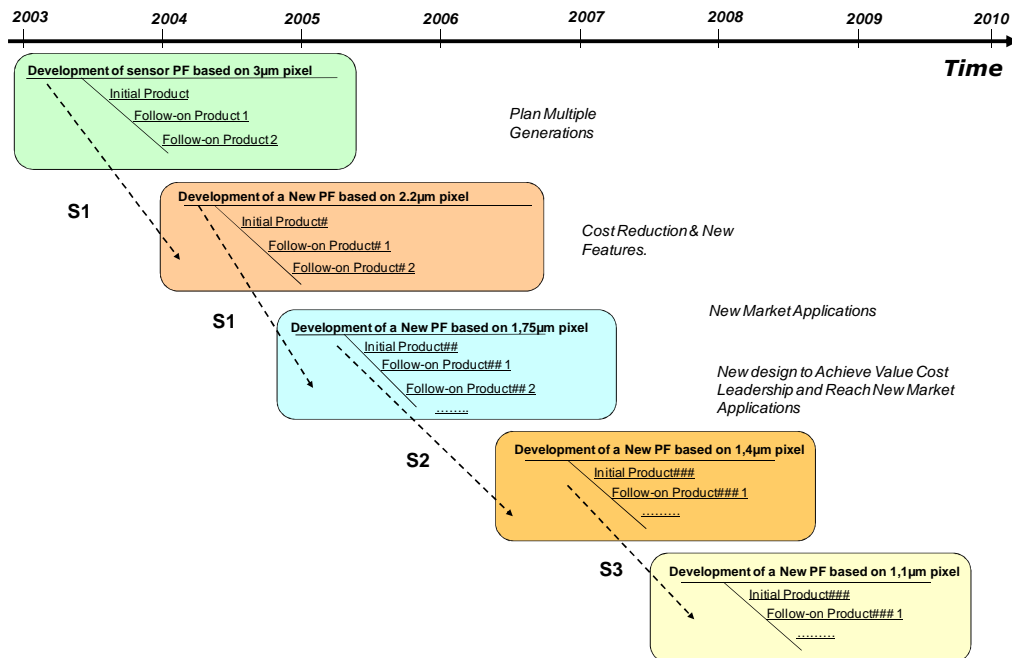 2003 2004 2005 2006 2007 2008 2009 2010
Time
Development of sensor PF based on 3µm pixel
Initial Product
Follow-on Product 1
Follow-on Product 2
Plan Multiple
Generations
S1
Development of a New PF based on 2.2µm pixel
Initial Product#
Follow-on Product# 1
Follow-on Product# 2
Cost Reduction & New
Features.
S1
Development of a New PF based on 1,75µm pixel
Initial Product##
Follow-on Product## 1
Follow-on Product## 2
........
New Market Applications
New design to Achieve Value Cost
Leadership and Reach New Market
Applications
S2
Development of a New PF based on 1,4µm pixel
Initial Product###
Follow-on Product### 1
.........
S3
Development of a New PF based on 1,1µm pixel
Initial Product###
Follow-on Product### 1
.........